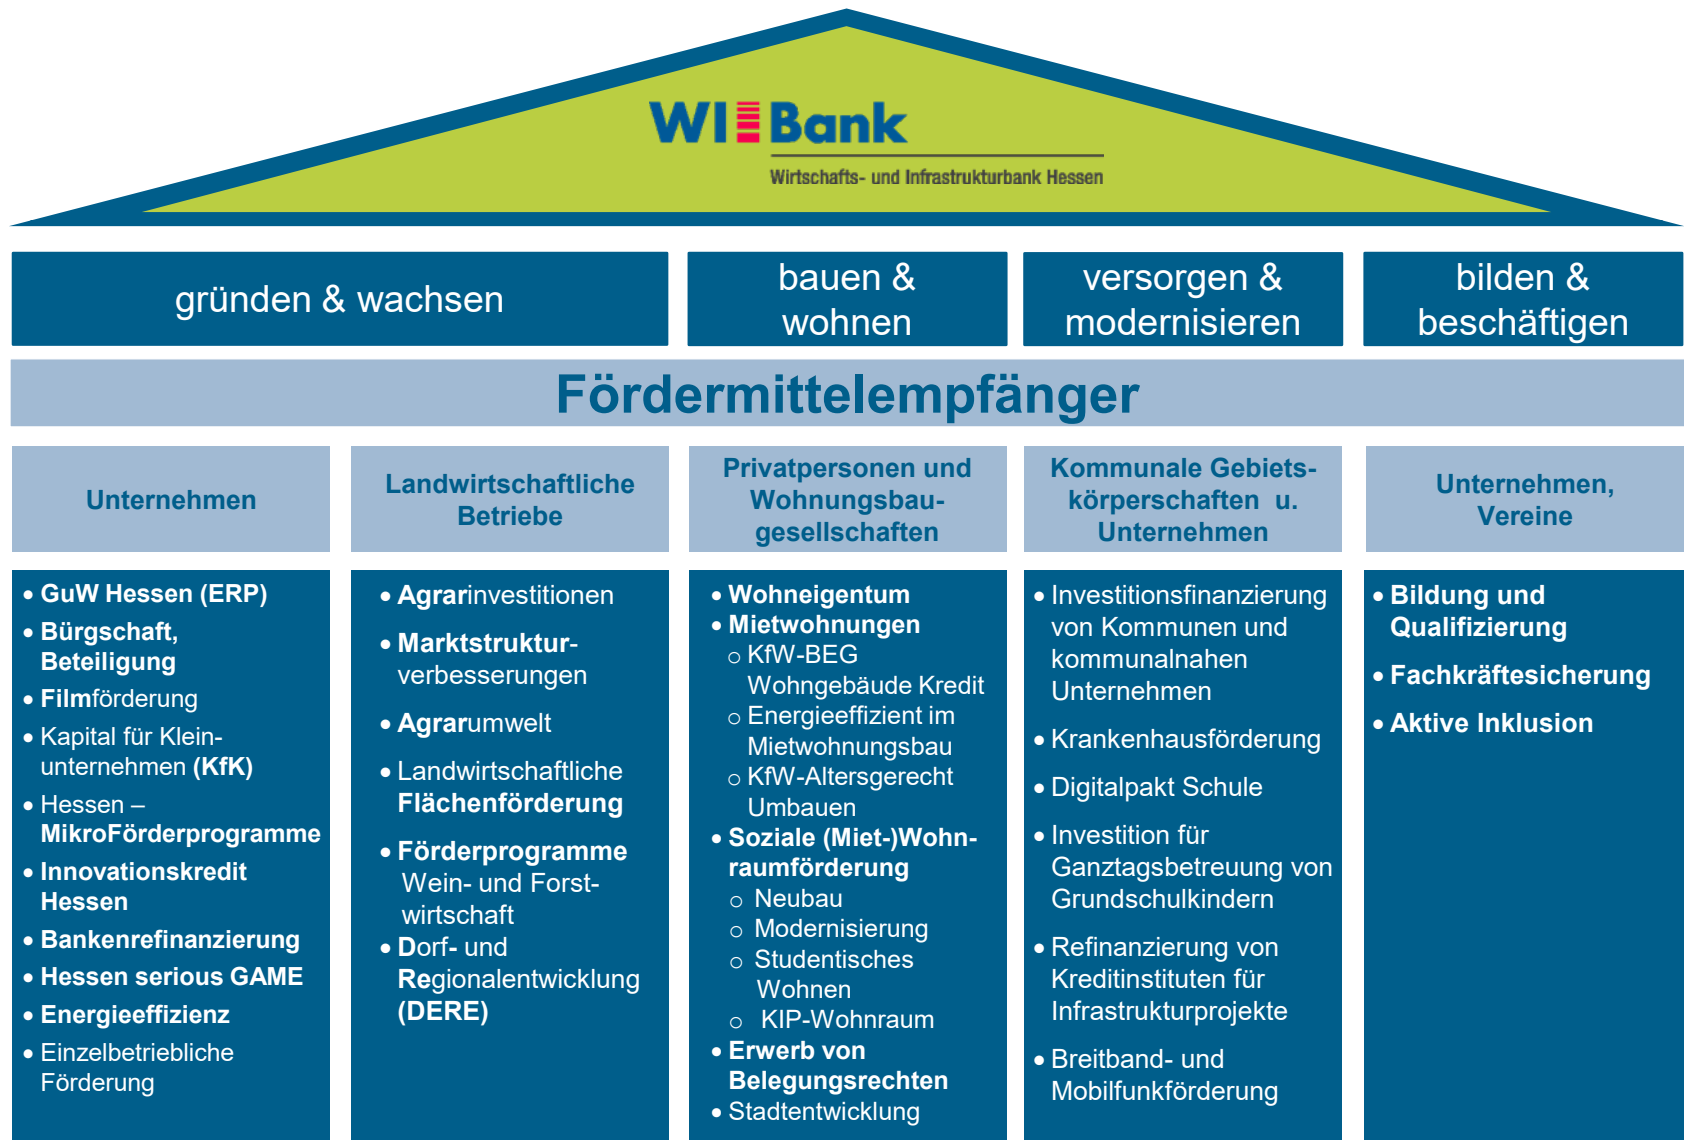 WIBank
Wirtschafts- und Infrastrukturbank Hessen
gründen & wachsen
bauen &
wohnen
versorgen &
modernisieren
bilden &
beschäftigen
Fördermittelempfänger
Unternehmen
• GuW Hessen (ERP)
• Bürgschaft,
Beteiligung
• Filmförderung
• Kapital für Klein-
unternehmen (KfK)
• Hessen –
MikroFörderprogramme
• Innovationskredit
Hessen
• Bankenrefinanzierung
• Hessen serious GAME
• Energieeffizienz
• Einzelbetriebliche
Förderung
Landwirtschaftliche
Betriebe
• Agrarinvestitionen
• Marktstruktur-
verbesserungen
• Agrarumwelt
• Landwirtschaftliche
Flächenförderung
• Förderprogramme
Wein- und Forst-
wirtschaft
• Dorf- und
Regionalentwicklung
(DERE)
Privatpersonen und
Wohnungsbau-
gesellschaften
• Wohneigentum
• Mietwohnungen
o KfW-BEG
Wohngebäude Kredit
o Energieeffizient im
Mietwohnungsbau
o KfW-Altersgerecht
Umbauen
• Soziale (Miet-)Wohn-
raumförderung
o Neubau
o Modernisierung
o Studentisches
Wohnen
o KIP-Wohnraum
• Erwerb von
Belegungsrechten
• Stadtentwicklung
Kommunale Gebiets-
körperschaften u.
Unternehmen
• Investitionsfinanzierung
von Kommunen und
kommunalnahen
Unternehmen
• Krankenhausförderung
• Digitalpakt Schule
• Investition für
Ganztagsbetreuung von
Grundschulkindern
• Refinanzierung von
Kreditinstituten für
Infrastrukturprojekte
• Breitband- und
Mobilfunkförderung
Unternehmen,
Vereine
• Bildung und
Qualifizierung
• Fachkräftesicherung
• Aktive Inklusion